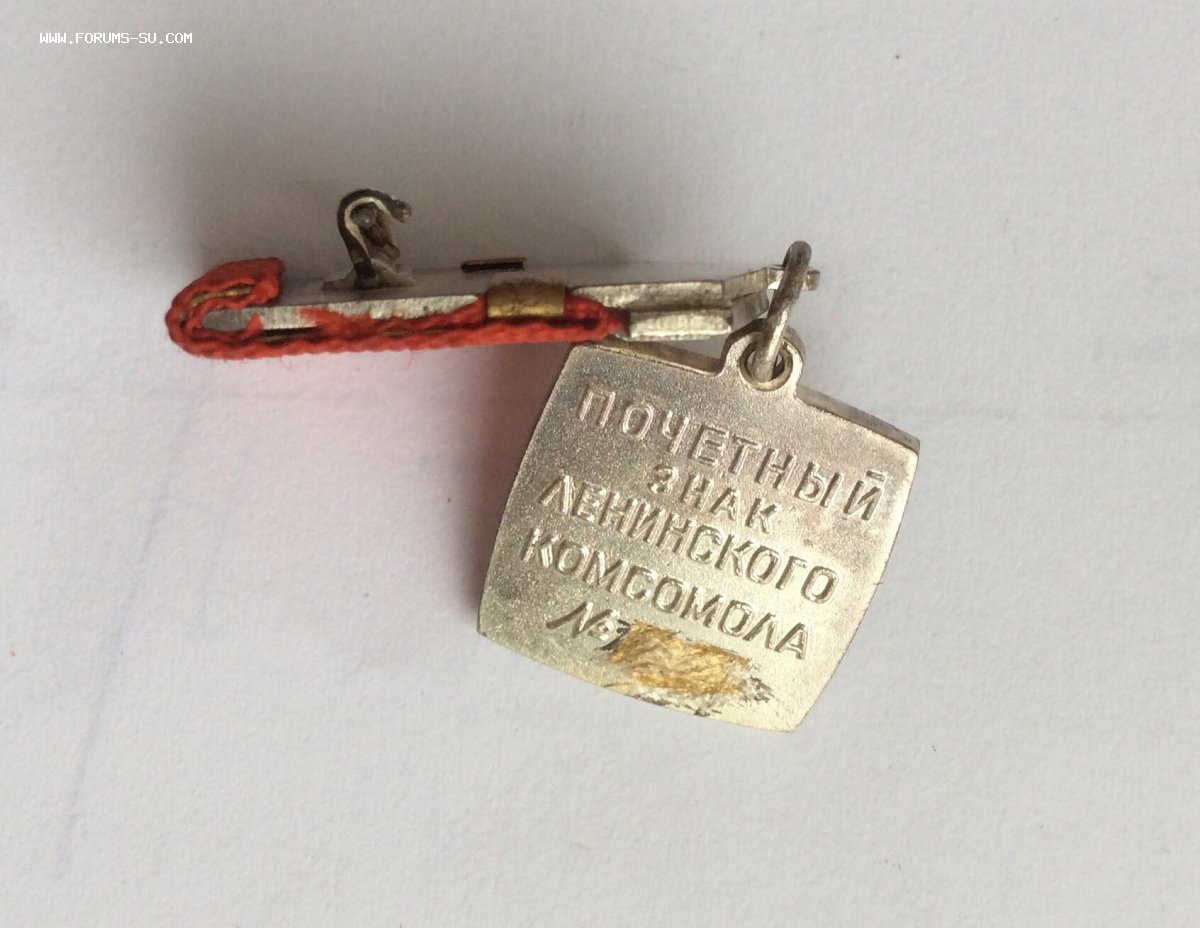 WWW.FORUMS-SU.COM
ПОЧЕТНЫЙ
ЗНАК
ЛЕНИНСКОГО
КОМСОМОЛА
№